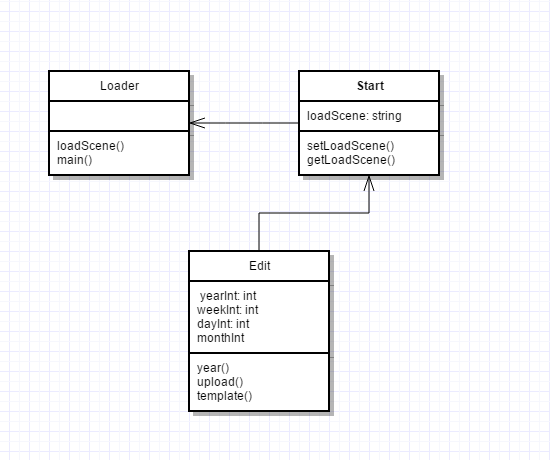 Loader
loadScene()
main()
Start
loadScene: string
setLoadScene()
getLoadScene()
Edit
yearInt: int
weekInt: int
dayInt: int
monthInt
year()
upload()
template()